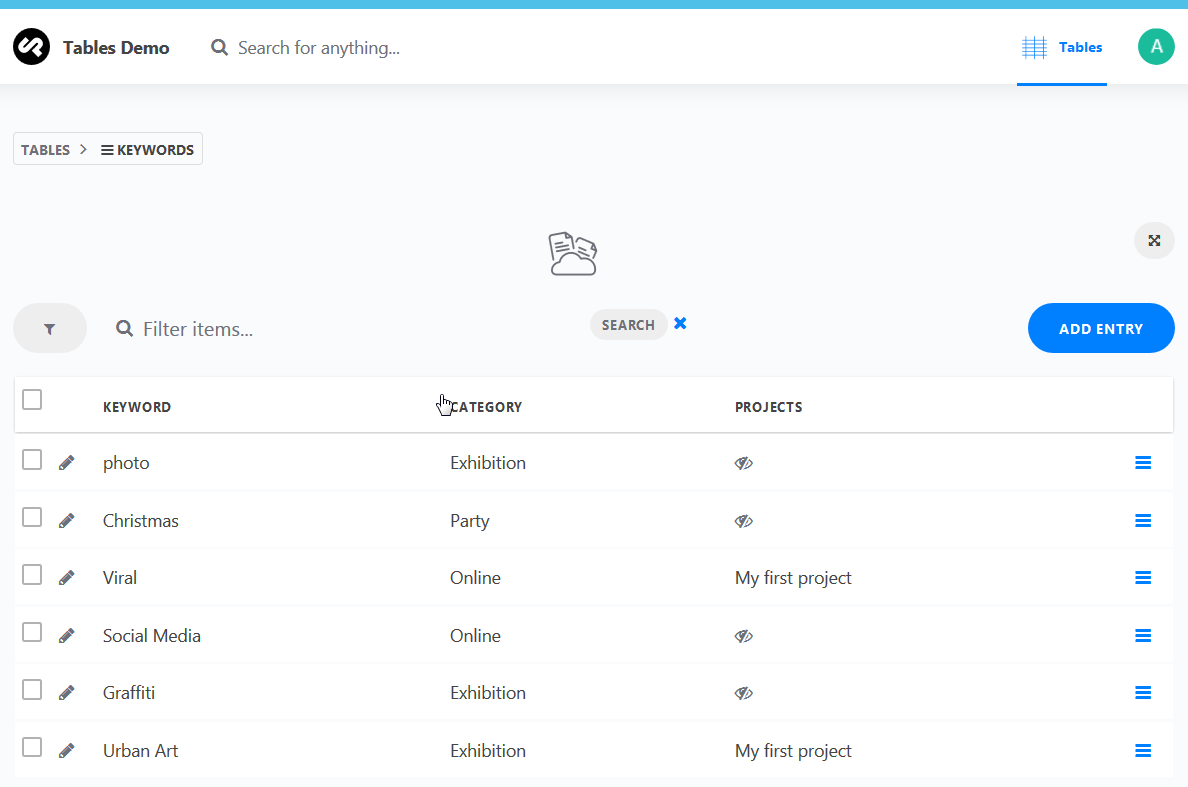 Tables Demo Search for anything... Tables A
TABLES > KEYWORDS
Filter items... SEARCH ADD ENTRY
KEYWORD CATEGORY PROJECTS
photo Exhibition
Christmas Party
Viral Online My first project
Social Media Online
Graffiti Exhibition
Urban Art Exhibition My first project